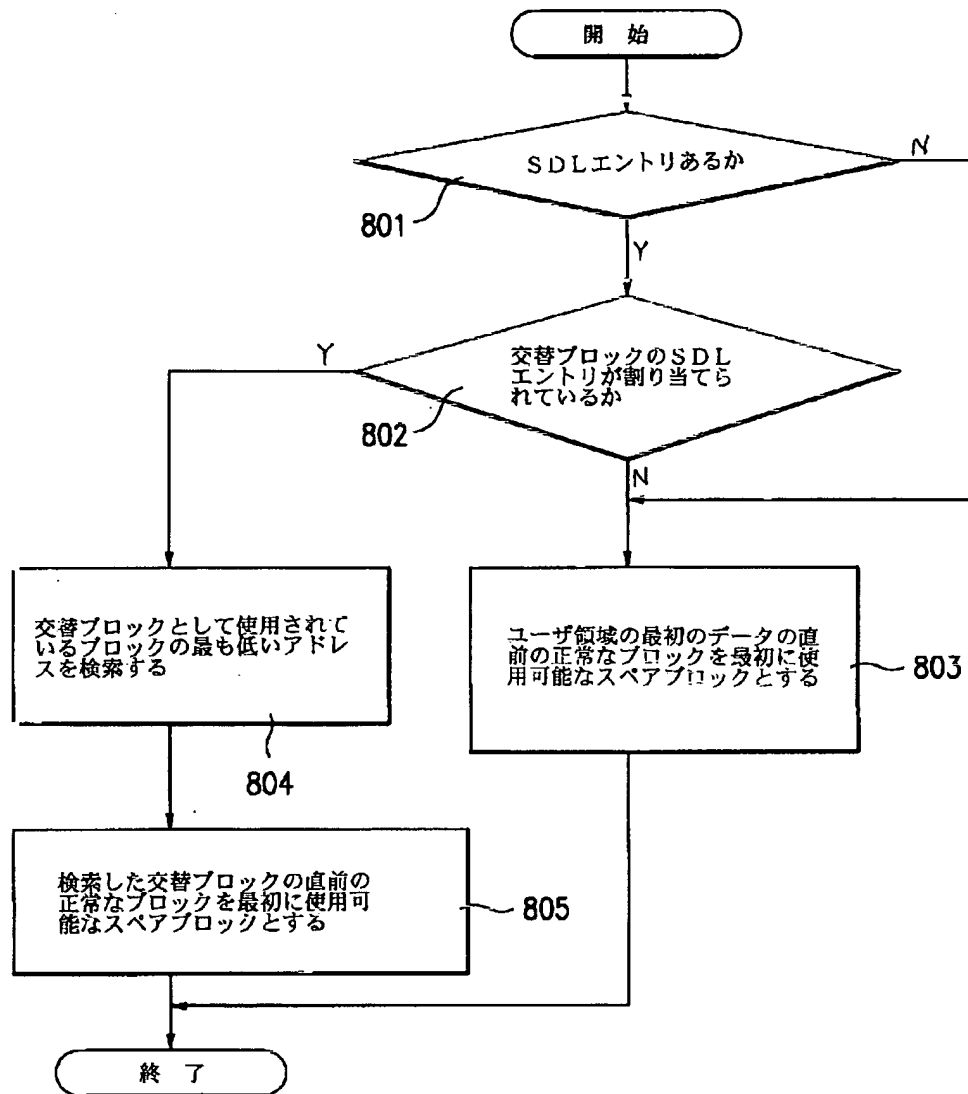 開 始
SDLエントリあるか
N
801
Y
交替ブロックのSDL
エントリが割り当てら
れているか
Y
802
N
交替ブロックとして使用されて
いるブロックの最も低いアドレ
スを検索する
804
ユーザ領域の最初のデータの直
前の正常なブロックを最初に使
用可能なスペアブロックとする
803
検索した交替ブロックの直前の
正常なブロックを最初に使用可
能なスペアブロックとする
805
終 了